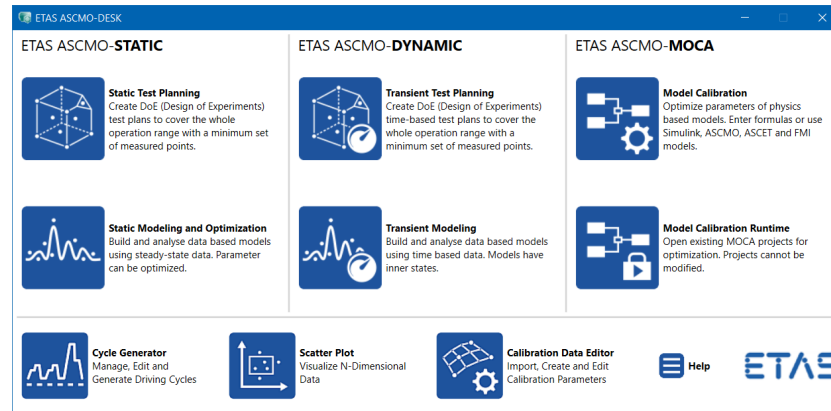 ETAS ASCMO-DESK
ETAS ASCMO-STATIC
Static Test Planning
Create DoE (Design of Experiments)
test plans to cover the whole
operation range with a minimum set
of measured points.
Static Modeling and Optimization
Build and analyse data based models
using steady-state data. Parameter
can be optimized.
ETAS ASCMO-DYNAMIC
Transient Test Planning
Create DoE (Design of Experiments)
time-based test plans to cover the
whole operation range with a
minimum set of measured points.
Transient Modeling
Build and analyse data based models
using time based data. Models have
inner states.
ETAS ASCMO-MOCA
Model Calibration
Optimize parameters of physics
based models. Enter formulas or use
Simulink, ASCMO, ASCET and FMI
models.
Model Calibration Runtime
Open existing MOCA projects for
optimization. Projects cannot be
modified.
Cycle Generator
Manage, Edit and
Generate Driving Cycles
Scatter Plot
Visualize N-Dimensional
Data
Calibration Data Editor
Import, Create and Edit
Calibration Parameters
Help
ETAS